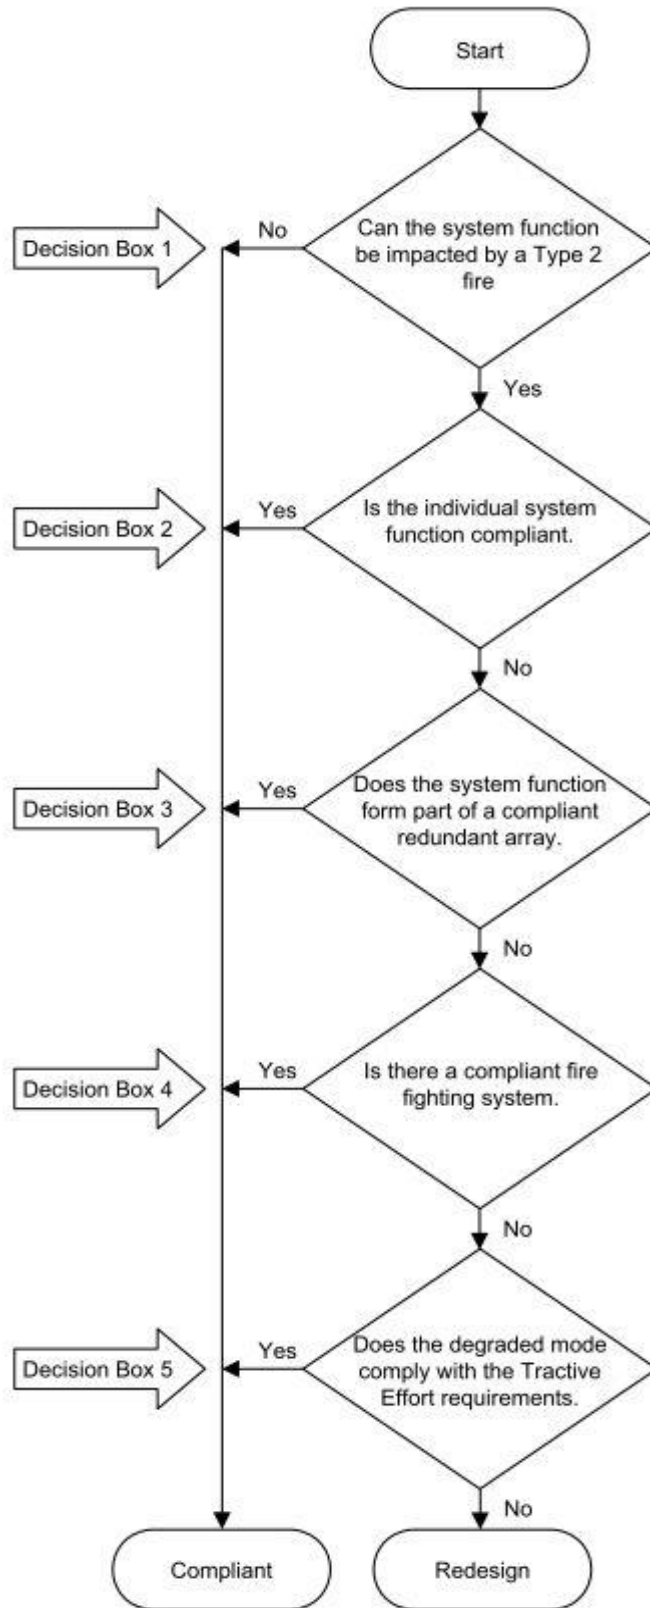 Start
Decision Box 1
No
Can the system function
be impacted by a Type 2
fire
Yes
Decision Box 2
Yes
Is the individual system
function compliant.
No
Decision Box 3
Yes
Does the system function
form part of a compliant
redundant array.
No
Decision Box 4
Yes
Is there a compliant fire
fighting system.
No
Decision Box 5
Yes
Does the degraded mode
comply with the Tractive
Effort requirements.
No
Compliant
Redesign